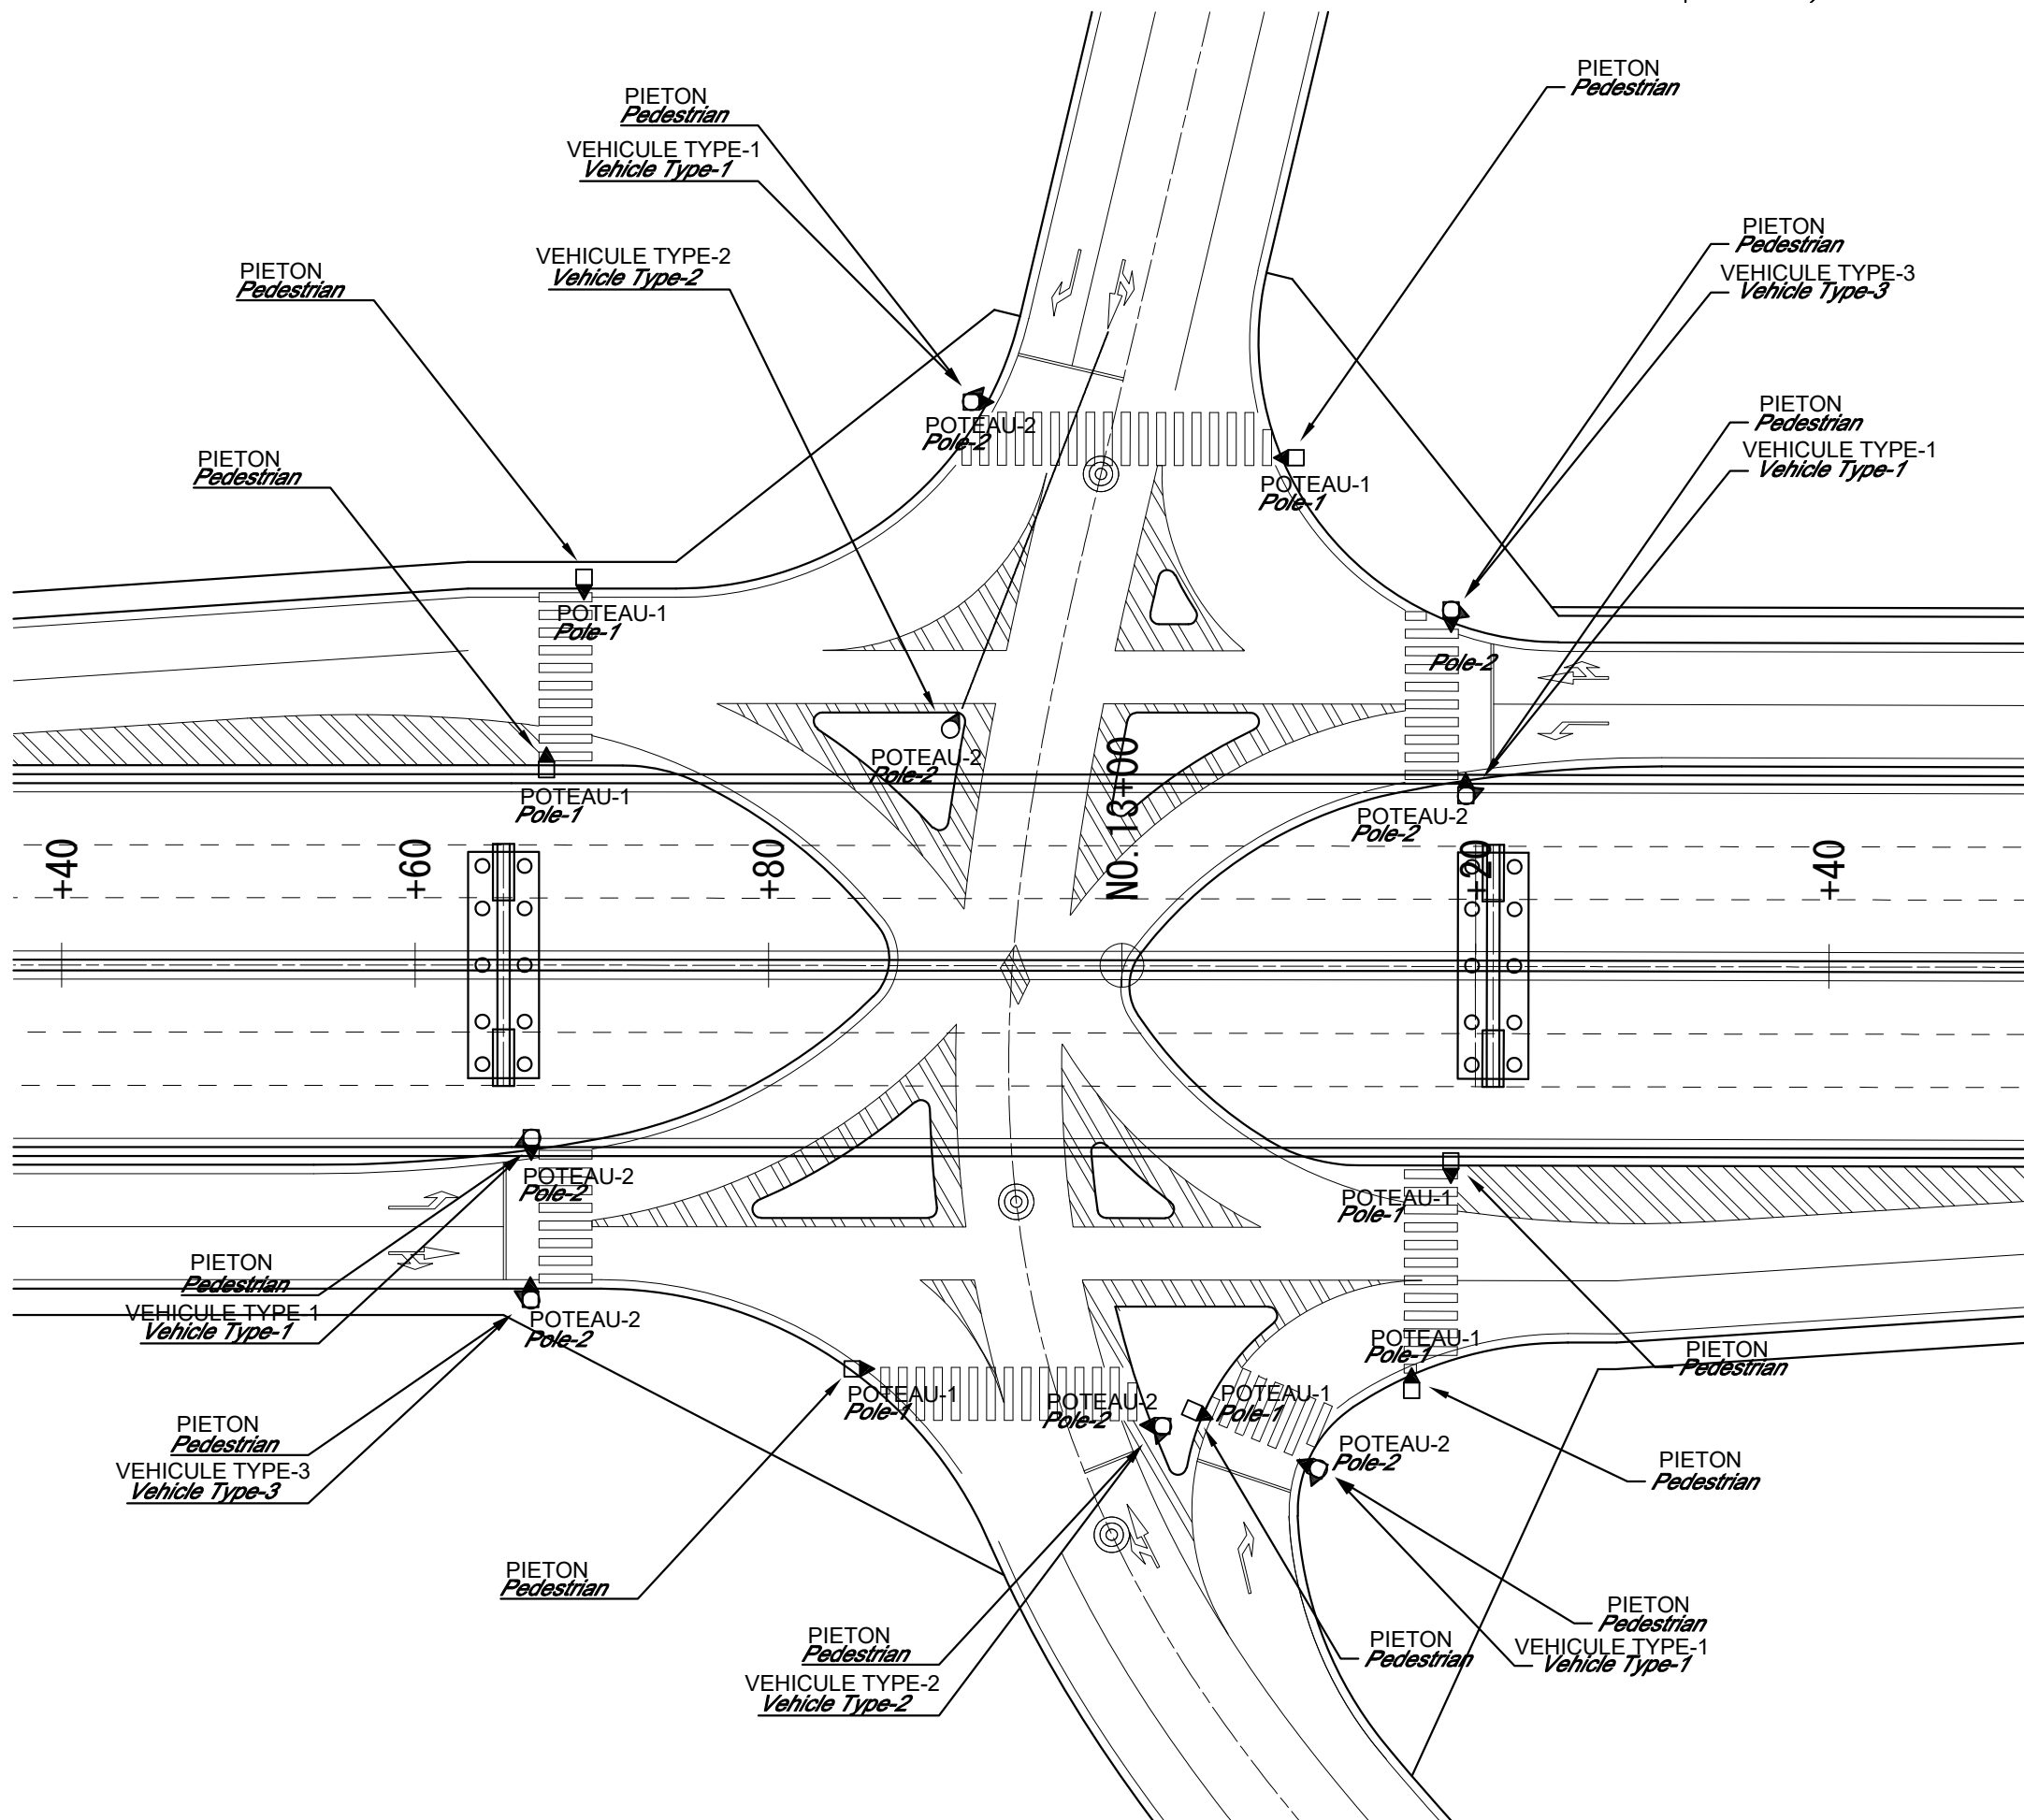 PIETON
Pedestrian
PIETON
Pedestrian
VEHICULE TYPE-1
Vehicle Type-1
PIETON
Pedestrian
VEHICULE TYPE-3
Vehicle Type-3
VEHICULE TYPE-2
Vehicle Type-2
PIETON
Pedestrian
PIETON
Pedestrian
VEHICULE TYPE-1
Vehicle Type-1
POTEAU-2
Pole-2
PIETON
Pedestrian
POTEAU-1
Pole-1
POTEAU-1
Pole-1
Pole-2
POTEAU-2
Pole-2
POTEAU-1
Pole-1
POTEAU-2
Pole-2
+40
+60
+80
NO. 13+00
+20
+40
POTEAU-2
Pole-2
POTEAU-1
Pole-1
PIETON
Pedestrian
VEHICULE TYPE-1
Vehicle Type-1
POTEAU-2
Pole-2
POTEAU-1
Pole-1
PIETON
Pedestrian
POTEAU-1
Pole-1
POTEAU-2
Pole-2
POTEAU-1
Pole-1
PIETON
Pedestrian
VEHICULE TYPE-3
Vehicle Type-3
POTEAU-2
Pole-2
PIETON
Pedestrian
PIETON
Pedestrian
PIETON
Pedestrian
VEHICULE TYPE-2
Vehicle Type-2
PIETON
Pedestrian
PIETON
Pedestrian
VEHICULE TYPE-1
Vehicle Type-1